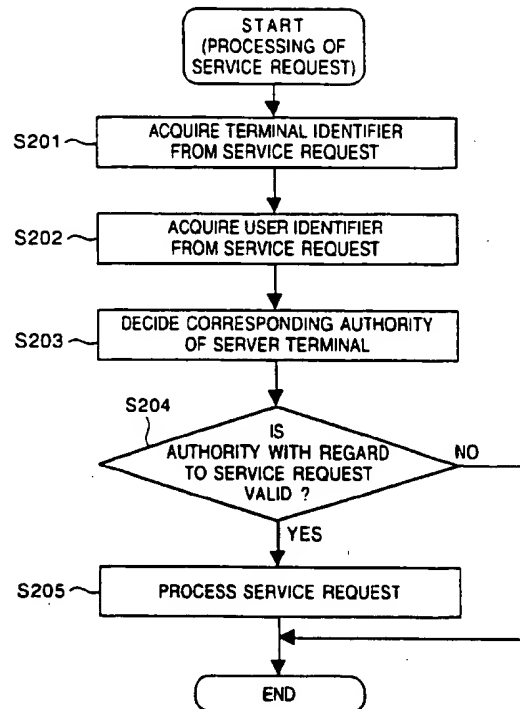 START
(PROCESSING OF
SERVICE REQUEST)
S201
ACQUIRE TERMINAL IDENTIFIER
FROM SERVICE REQUEST
S202
ACQUIRE USER IDENTIFIER
FROM SERVICE REQUEST
S203
DECIDE CORRESPONDING AUTHORITY
OF SERVER TERMINAL
S204
IS
AUTHORITY WITH REGARD
TO SERVICE REQUEST
VALID ?
NO
YES
S205
PROCESS SERVICE REQUEST
END